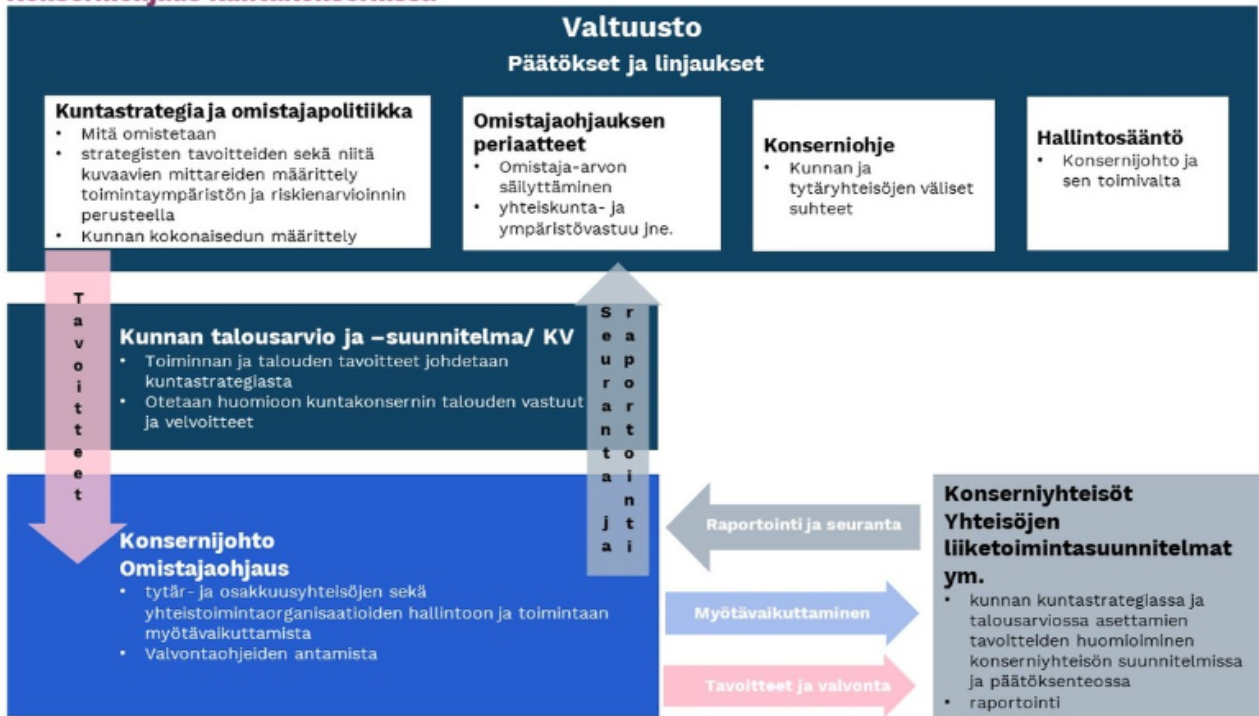 Valtuusto
Päätökset ja linjaukset
Kuntastrategia ja omistajapolitiikka
• Mitä omistetaan
• strategisten tavoitteiden sekä niitä
kuvaavien mittareiden määrittely
toimintaympäristön ja riskienarvioinnin
perusteella
• Kunnan kokonaisedun määrittely
Omistajaohjauksen
periaatteet
• Omistaja-arvon
säilyttäminen
• yhteiskunta- ja
ympäristövastuu jne.
Konserniohje
• Kunnan ja
tytäryhteisöjen väliset
suhteet
Hallintosääntö
• Konsernijohto ja
sen toimivalta
Tavoitteet
Seuranta ja
raportointi
Kunnan talousarvio ja –suunnitelma/ KV
• Toiminnan ja talouden tavoitteet johdetaan
kuntastrategiasta
• Otetaan huomioon kuntakonsernin talouden vastuut
ja velvoitteet
Konsernijohto
Omistajaohjaus
• tytär- ja osakkuusyhteisöjen sekä
yhteistoimintaorganisaatioiden hallintoon ja toimintaan
myötävaikuttamista
• Valvontaohjeiden antamista
Raportointi ja seuranta
Myötävaikuttaminen
Tavoitteet ja valvonta
Konserniyhteisöt
Yhteisöjen
liiketoimintasuunnitelmat
ym.
• kunnan kuntastrategiassa ja
talousarviossa asettamien
tavoitteiden huomioiminen
konserniyhteisön suunnitelmissa
ja päätöksenteossa
• raportointi